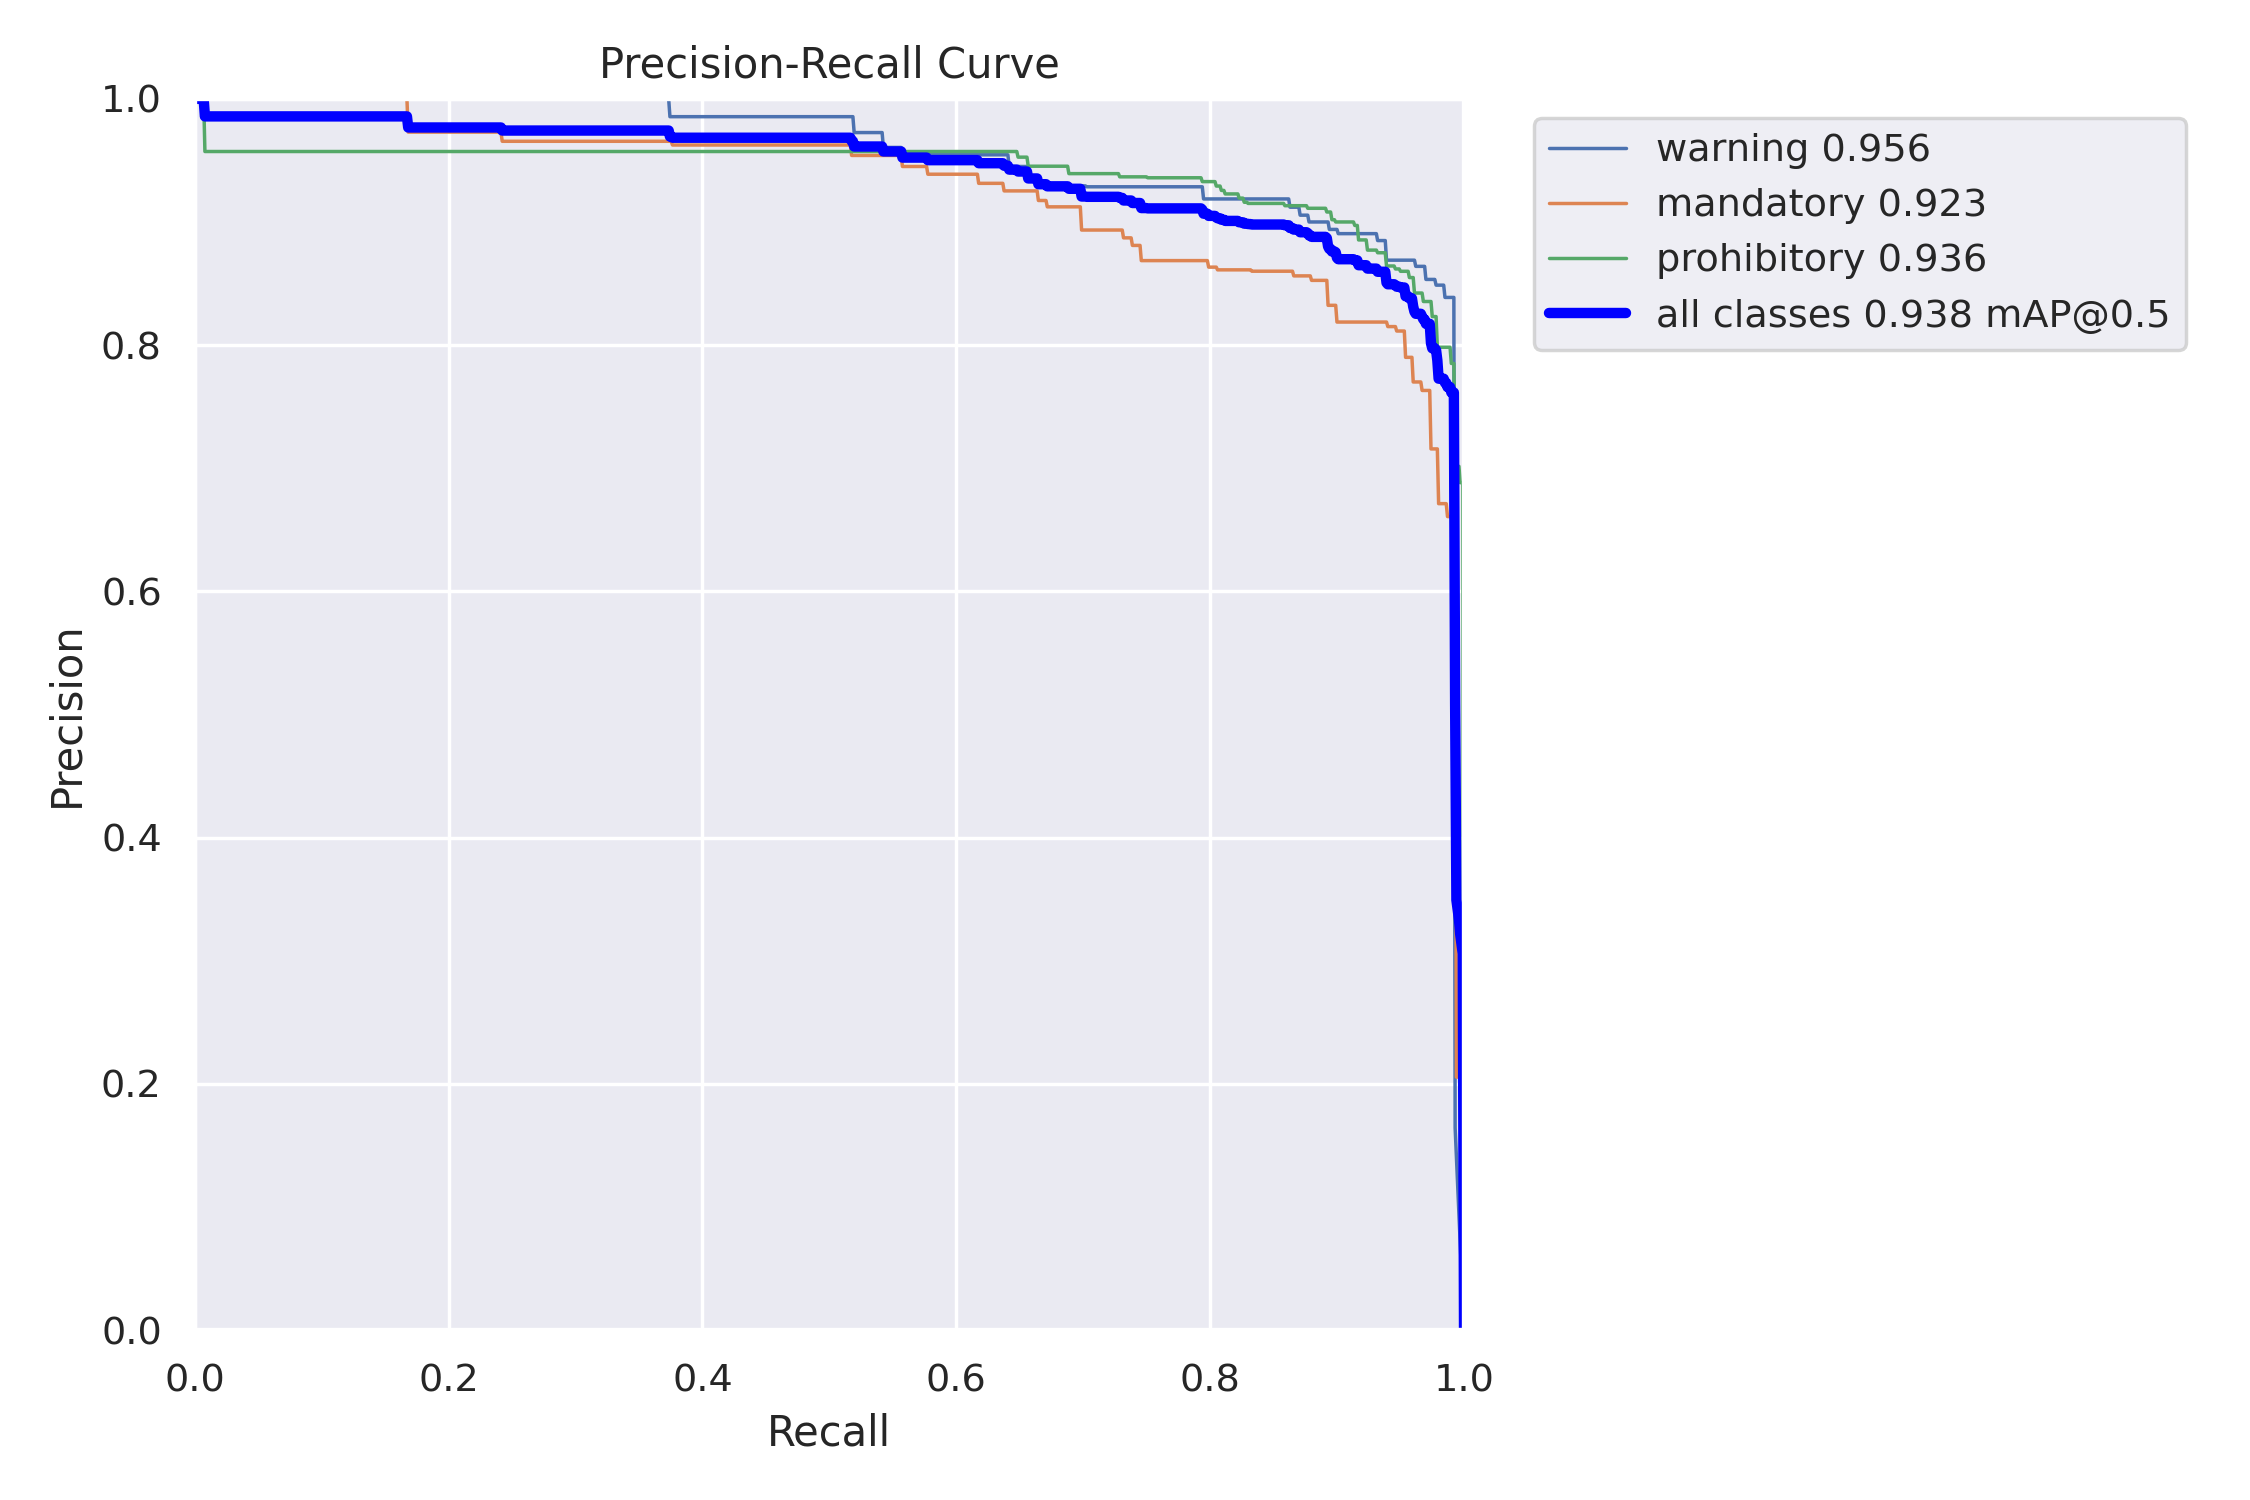 Precision-Recall Curve
1.0
0.8
0.6
0.4
0.2
0.0
Precision
0.0 0.2 0.4 0.6 0.8 1.0
Recall
warning 0.956
mandatory 0.923
prohibitory 0.936
all classes 0.938 mAP@0.5